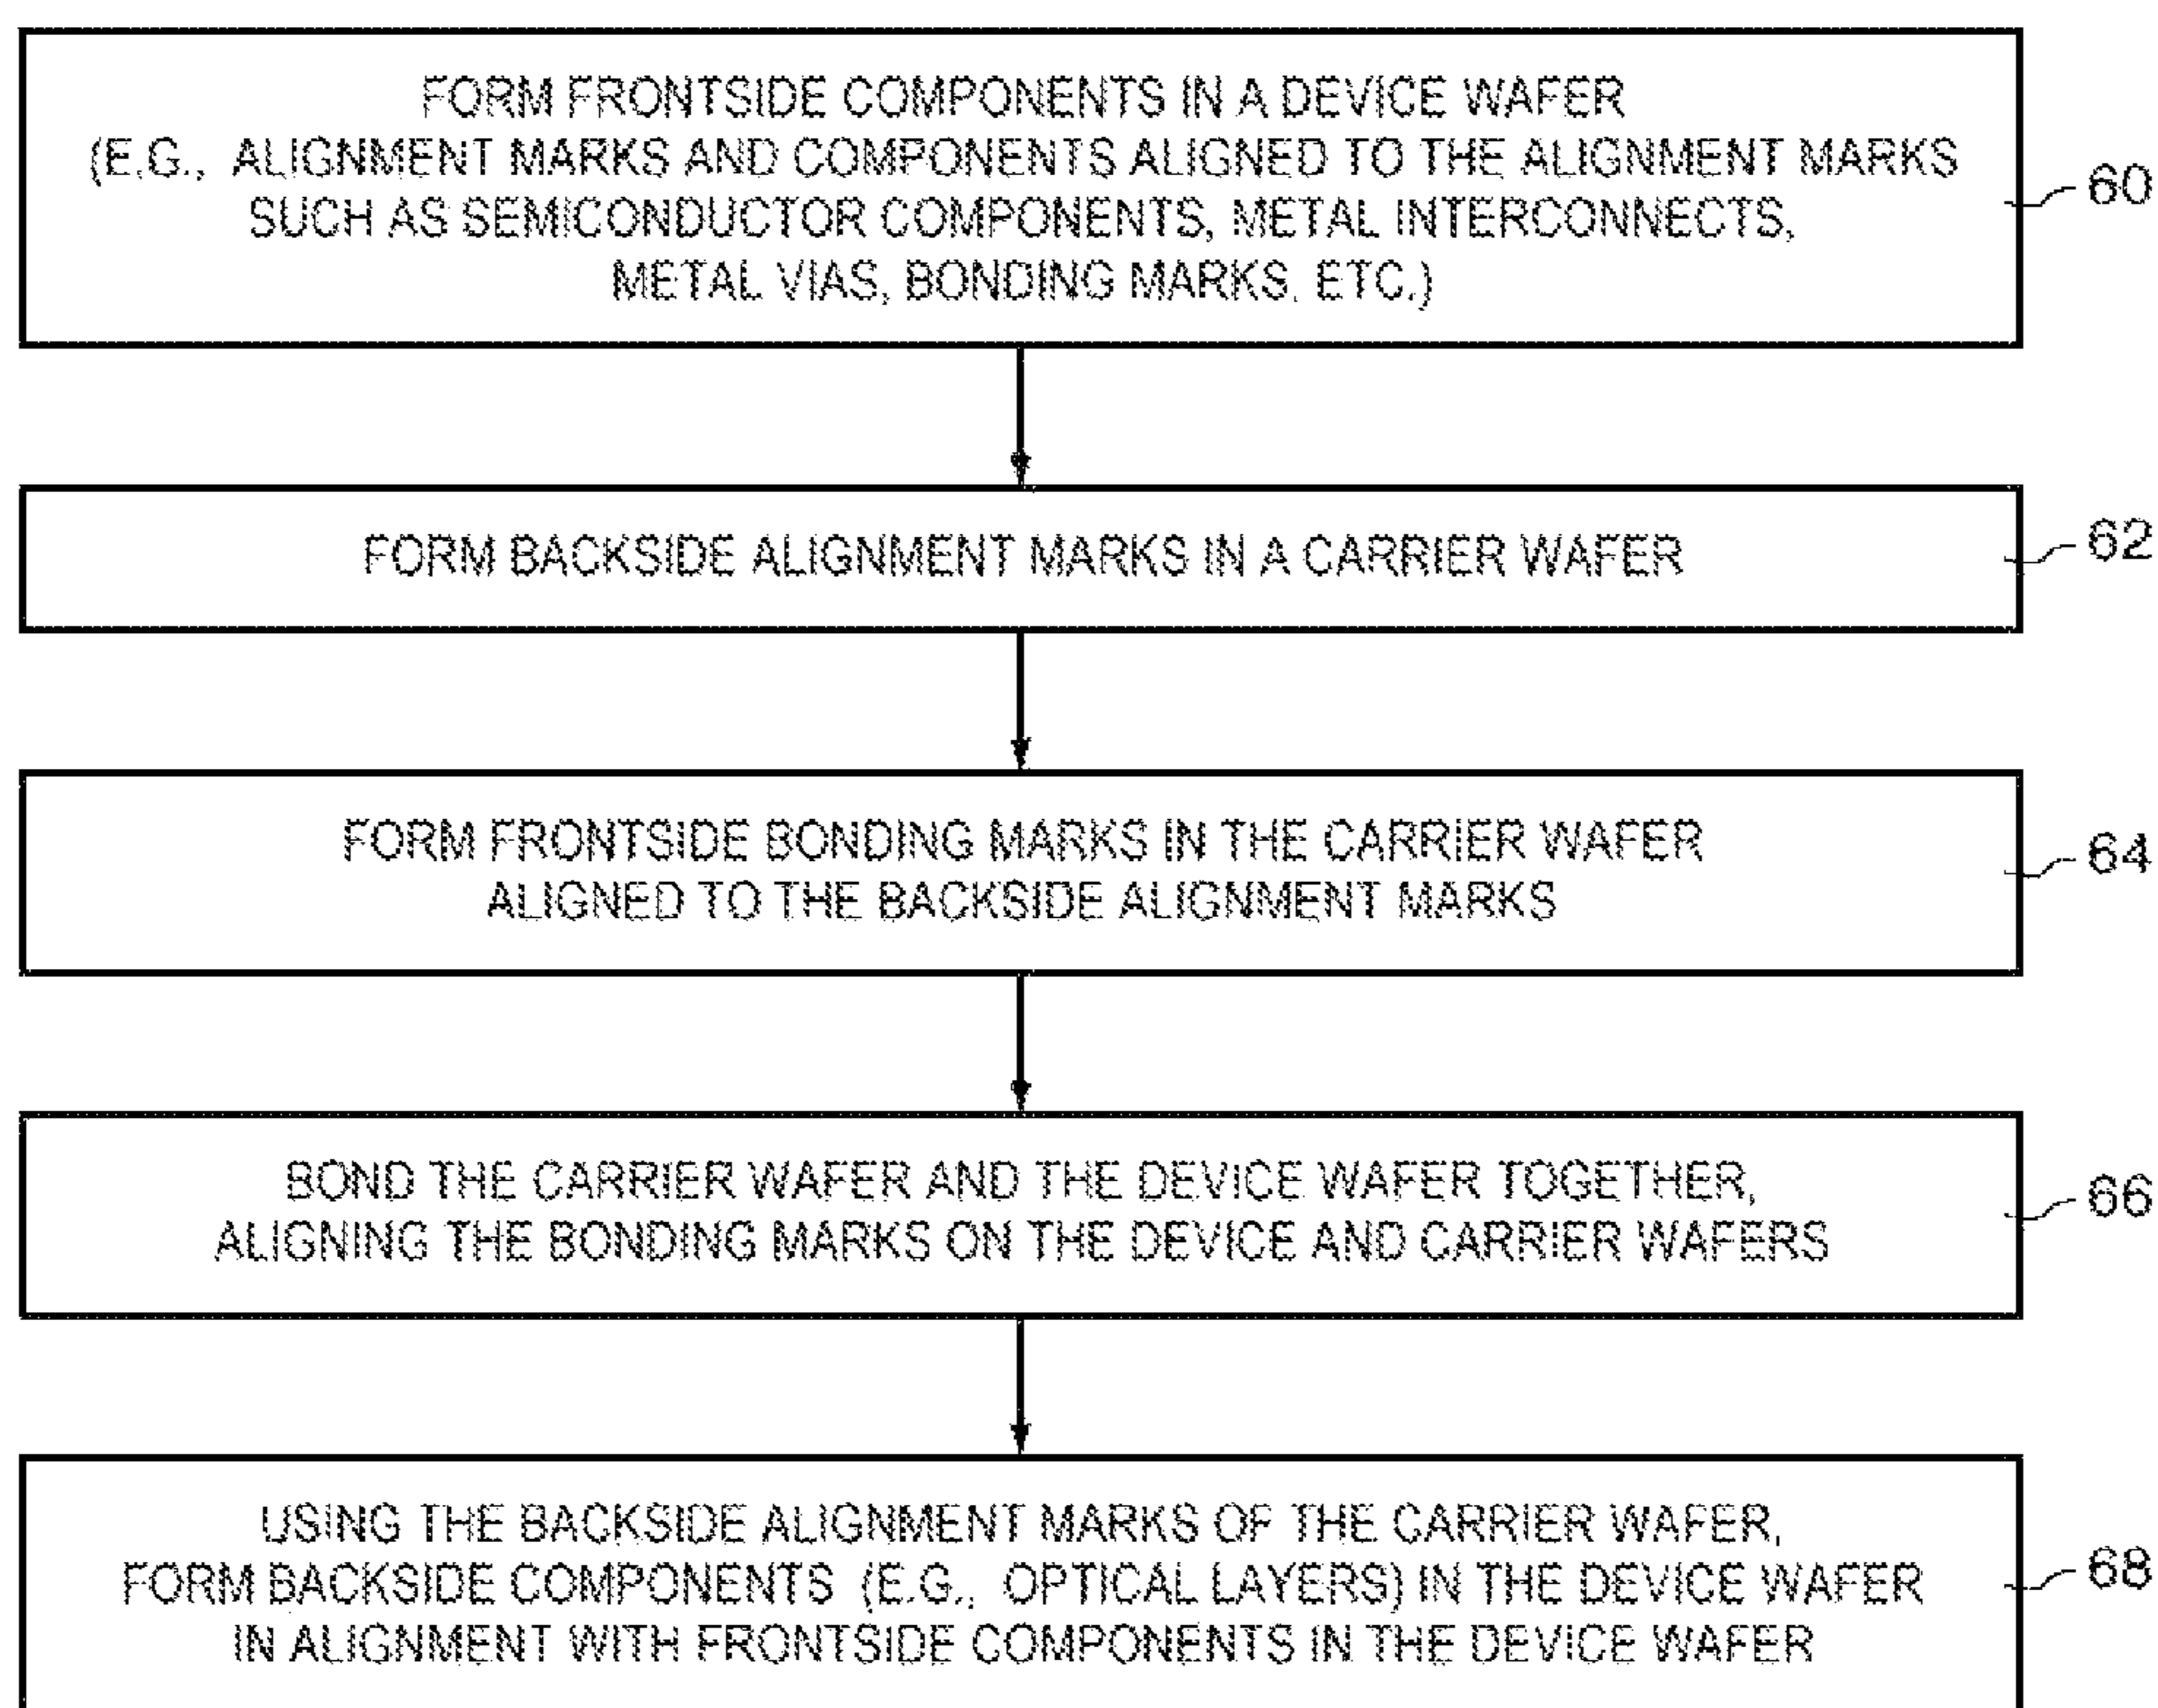 FORM FRONTSIDE COMPONENTS IN A DEVICE WAFER
(E.G., ALIGNMENT MARKS AND COMPONENTS ALIGNED TO THE ALIGNMENT MARKS
SUCH AS SEMICONDUCTOR COMPONENTS, METAL INTERCONNECTS,
METAL VIAS, BONDING MARKS, ETC.)
60
FORM BACKSIDE ALIGNMENT MARKS IN A CARRIER WAFER
62
FORM FRONTSIDE BONDING MARKS IN THE CARRIER WAFER
ALIGNED TO THE BACKSIDE ALIGNMENT MARKS
64
BOND THE CARRIER WAFER AND THE DEVICE WAFER TOGETHER,
ALIGNING THE BONDING MARKS ON THE DEVICE AND CARRIER WAFERS
66
USING THE BACKSIDE ALIGNMENT MARKS OF THE CARRIER WAFER,
FORM BACKSIDE COMPONENTS (E.G., OPTICAL LAYERS) IN THE DEVICE WAFER
IN ALIGNMENT WITH FRONTSIDE COMPONENTS IN THE DEVICE WAFER
68